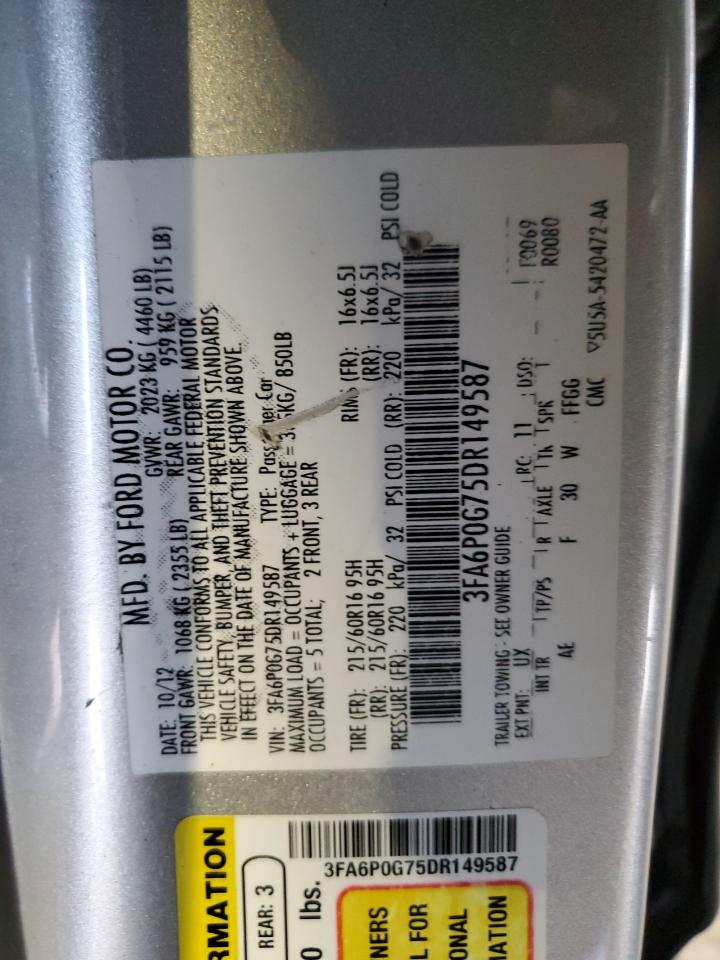 MFD. BY FORD MOTOR CO.
DATE: 10/12 GVWR: 2023 KG ( 4460 LB)
FRONT GAWR: 1068 KG ( 2355 LB) REAR GAWR: 959 KG ( 2115 LB)
THIS VEHICLE CONFORMS TO ALL APPLICABLE FEDERAL MOTOR
VEHICLE SAFETY, BUMPER, AND THEFT PREVENTION STANDARDS
IN EFFECT ON THE DATE OF MANUFACTURE SHOWN ABOVE.
VIN: 3FA6P0G75DR149587 TYPE: Passenger Car
MAXIMUM LOAD = OCCUPANTS + LUGGAGE = KG/ 850LB
OCCUPANTS = 5 TOTAL; 2 FRONT, 3 REAR
TIRE (FR): 215/60R16 95H RIMS (FR): 16x6.5J
(RR): 215/60R16 95H (RR): 16x6.5J
PRESSURE (FR): 220 kPa/ 32 PSI COLD (RR): 220 kPa/ 32 PSI COLD
3FA6P0G75DR149587
TRAILER TOWING - SEE OWNER GUIDE
EXT PNT: UX RC: 11 DSO: F0069
INT TR TP/PS R AXLE TR SPR R0080
AE F 30 W FFGG
CMC 5U5A-5420472-AA
RMATION
REAR: 3
0 lbs.
3FA6P0G75DR149587
NERS
L FOR
ONAL
ATION